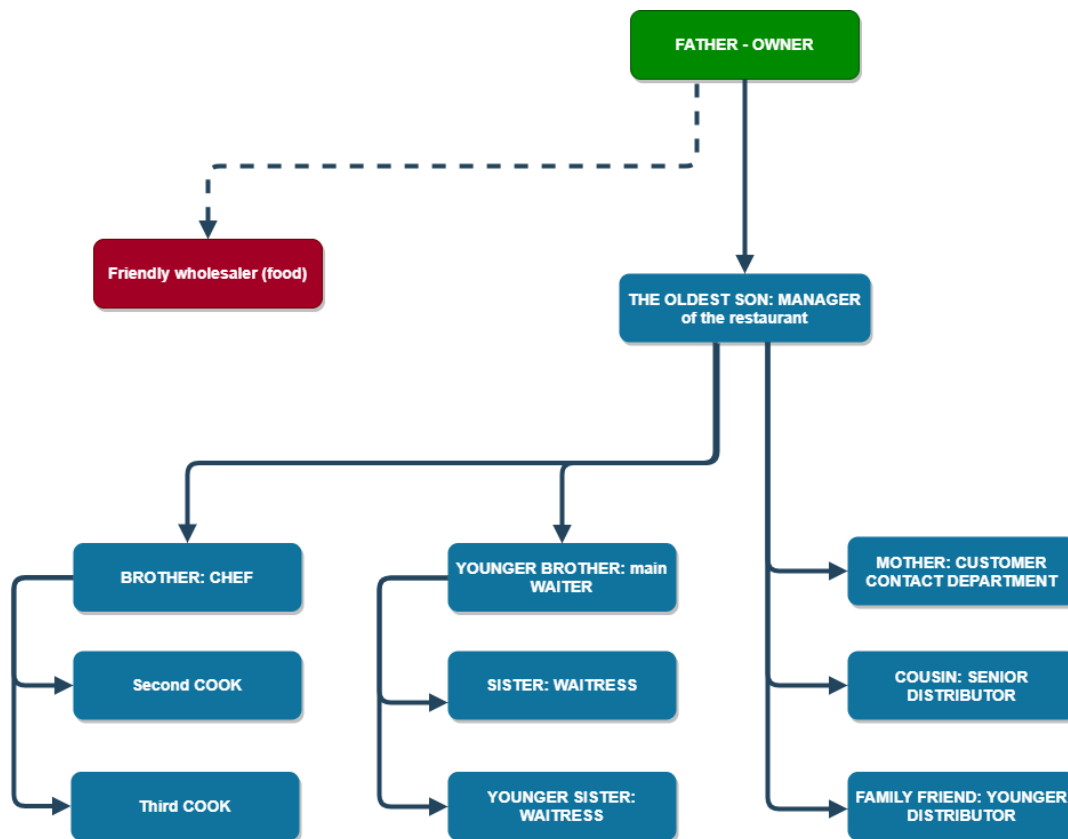 FATHER - OWNER
Friendly wholesaler (food)
THE OLDEST SON: MANAGER
of the restaurant
BROTHER: CHEF
YOUNGER BROTHER: main
WAITER
MOTHER: CUSTOMER
CONTACT DEPARTMENT
Second COOK
SISTER: WAITRESS
COUSIN: SENIOR
DISTRIBUTOR
Third COOK
YOUNGER SISTER:
WAITRESS
FAMILY FRIEND: YOUNGER
DISTRIBUTOR